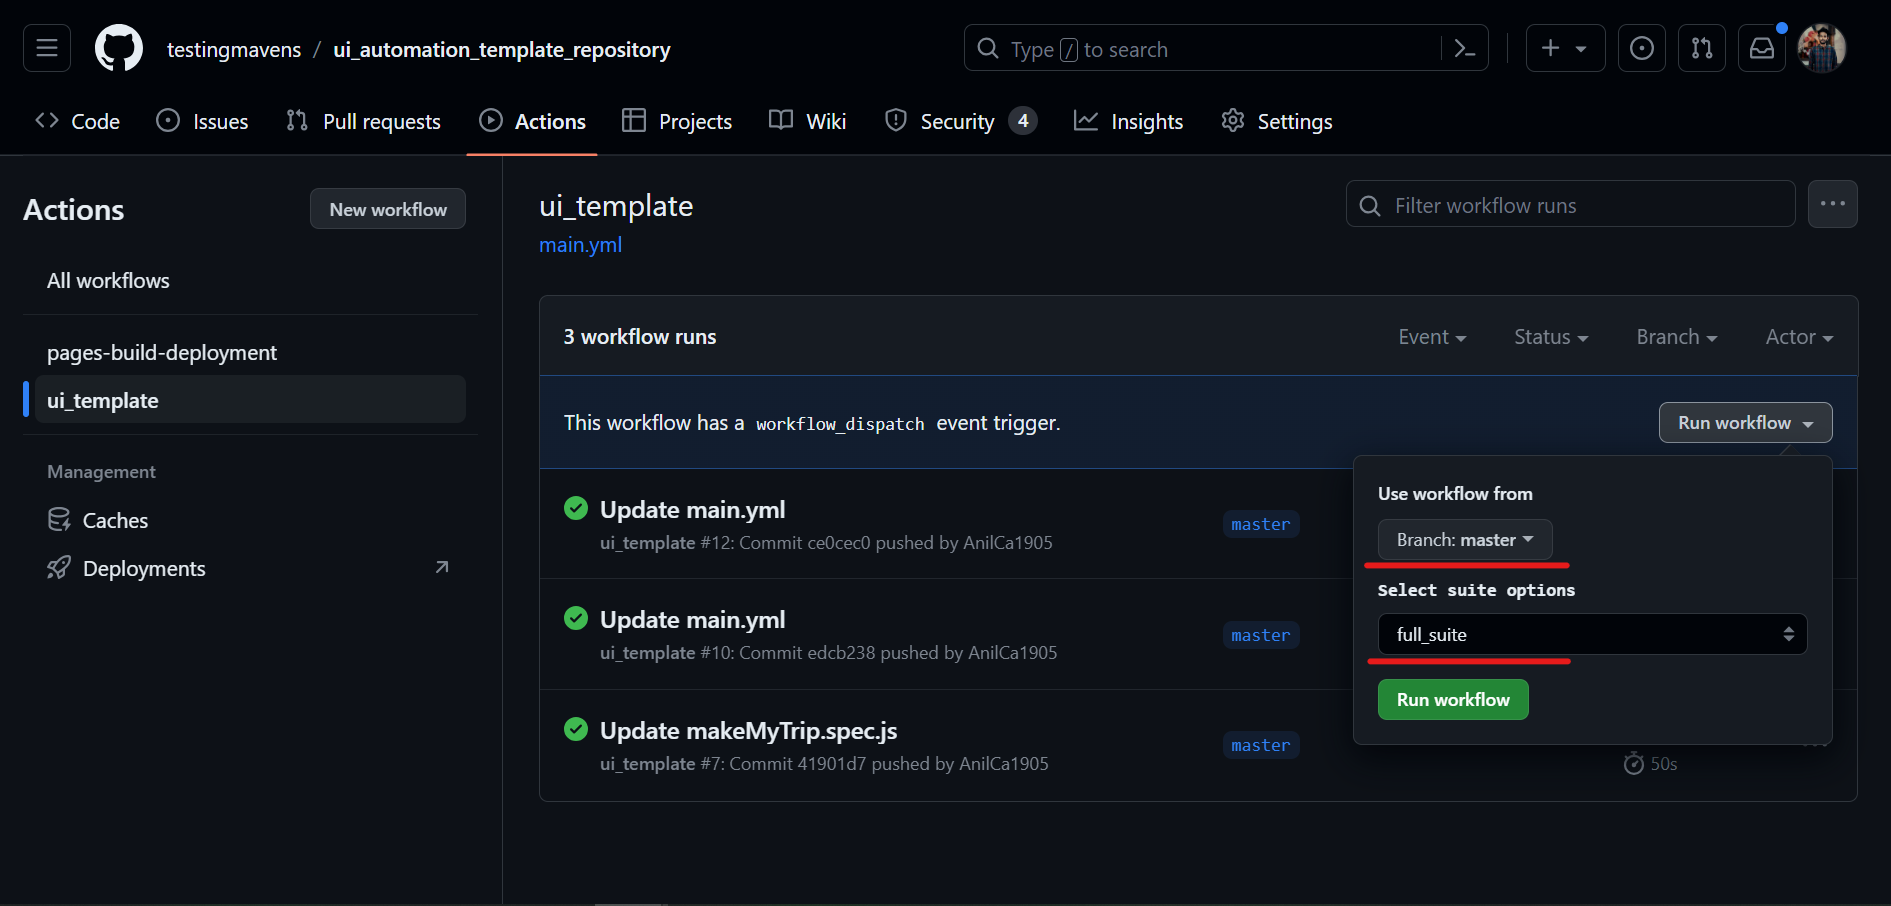 testingmavens / ui_automation_template_repository
Type / to search
Code
Issues
Pull requests
Actions
Projects
Wiki
Security 4
Insights
Settings
Actions
New workflow
All workflows
pages-build-deployment
ui_template
Management
Caches
Deployments
ui_template
main.yml
Filter workflow runs
3 workflow runs
Event
Status
Branch
Actor
This workflow has a workflow_dispatch event trigger.
Run workflow
Use workflow from
Branch: master
Select suite options
full_suite
Run workflow
Update main.yml
master
ui_template #12: Commit ce0cec0 pushed by AnilCa1905
Update main.yml
master
ui_template #10: Commit edcb238 pushed by AnilCa1905
Update makeMyTrip.spec.js
master
ui_template #7: Commit 41901d7 pushed by AnilCa1905
50s